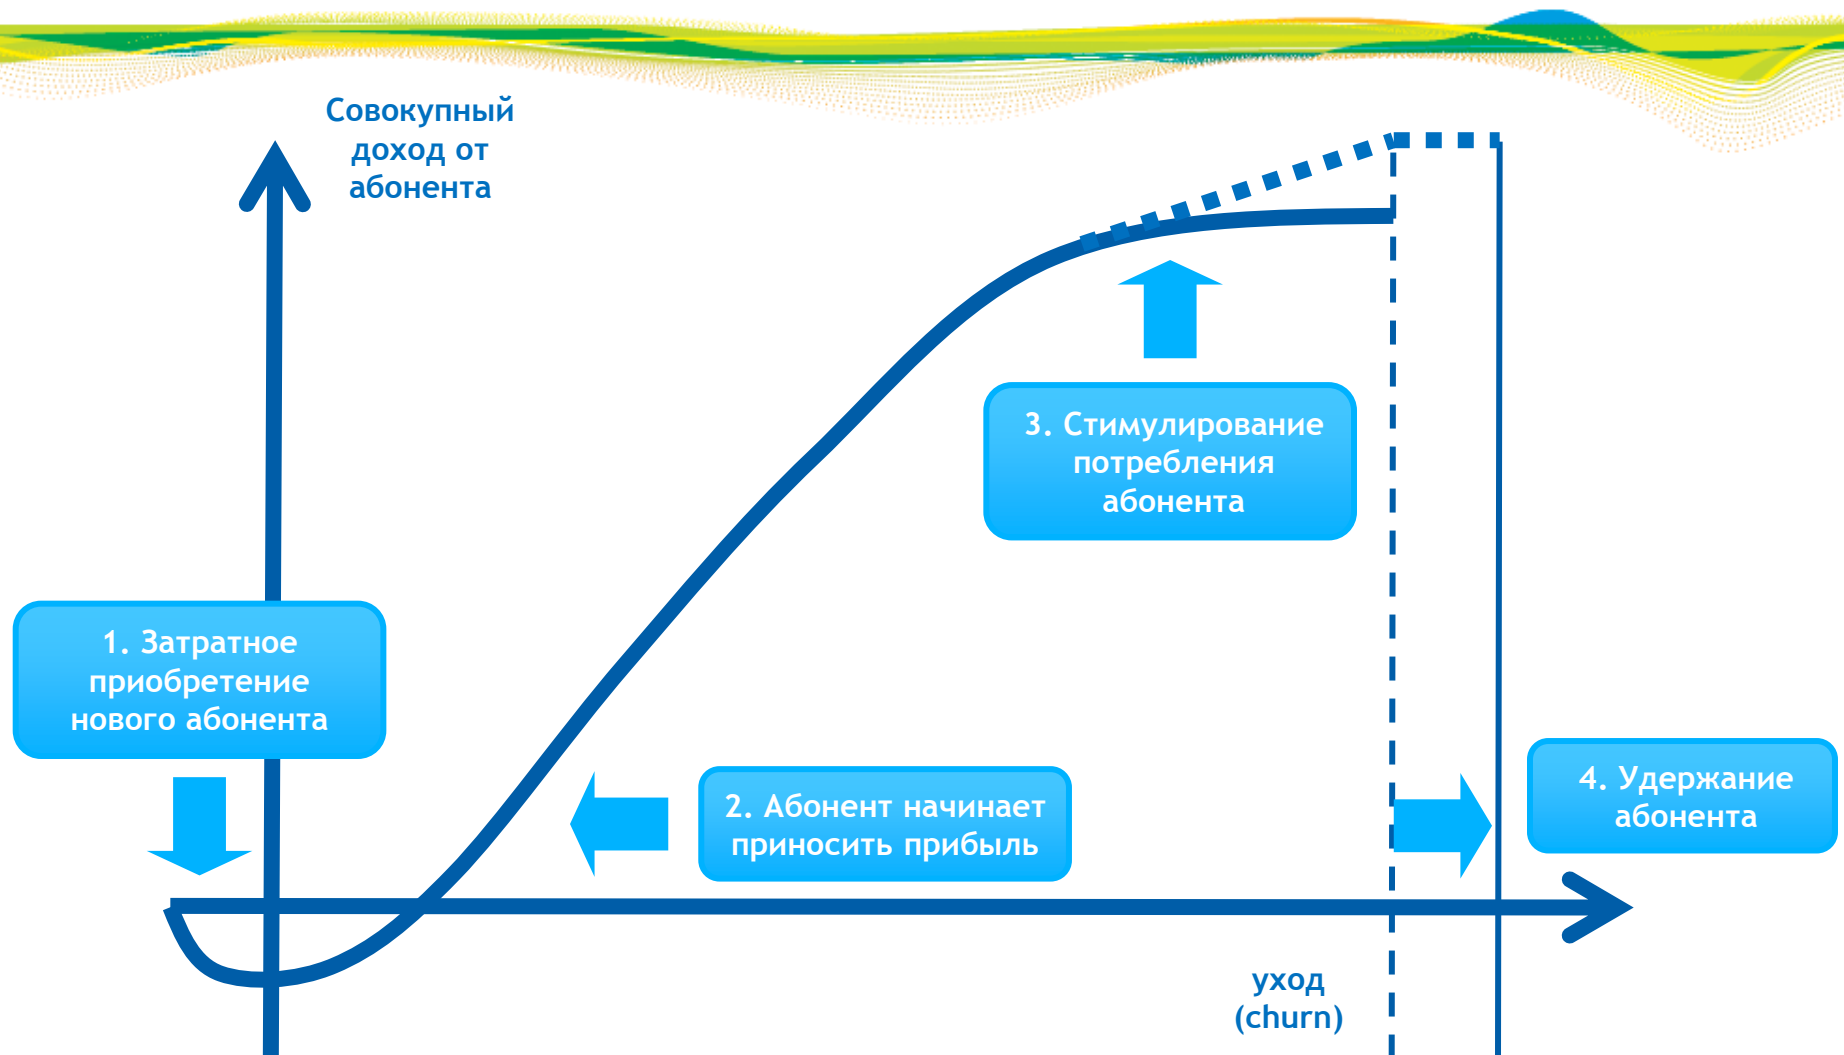 Совокупный
доход от
абонента
3. Стимулирование
потребления
абонента
1. Затратное
приобретение
нового абонента
2. Абонент начинает
приносить прибыль
4. Удержание
абонента
уход
(churn)